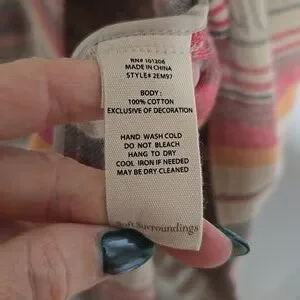 RN# 101206
MADE IN CHINA
STYLE# 2EM97
BODY:
100% COTTON
EXCLUSIVE OF DECORATION
HAND WASH COLD
DO NOT BLEACH
HANG TO DRY
COOL IRON IF NEEDED
MAY BE DRY CLEANED
Soft Surroundings